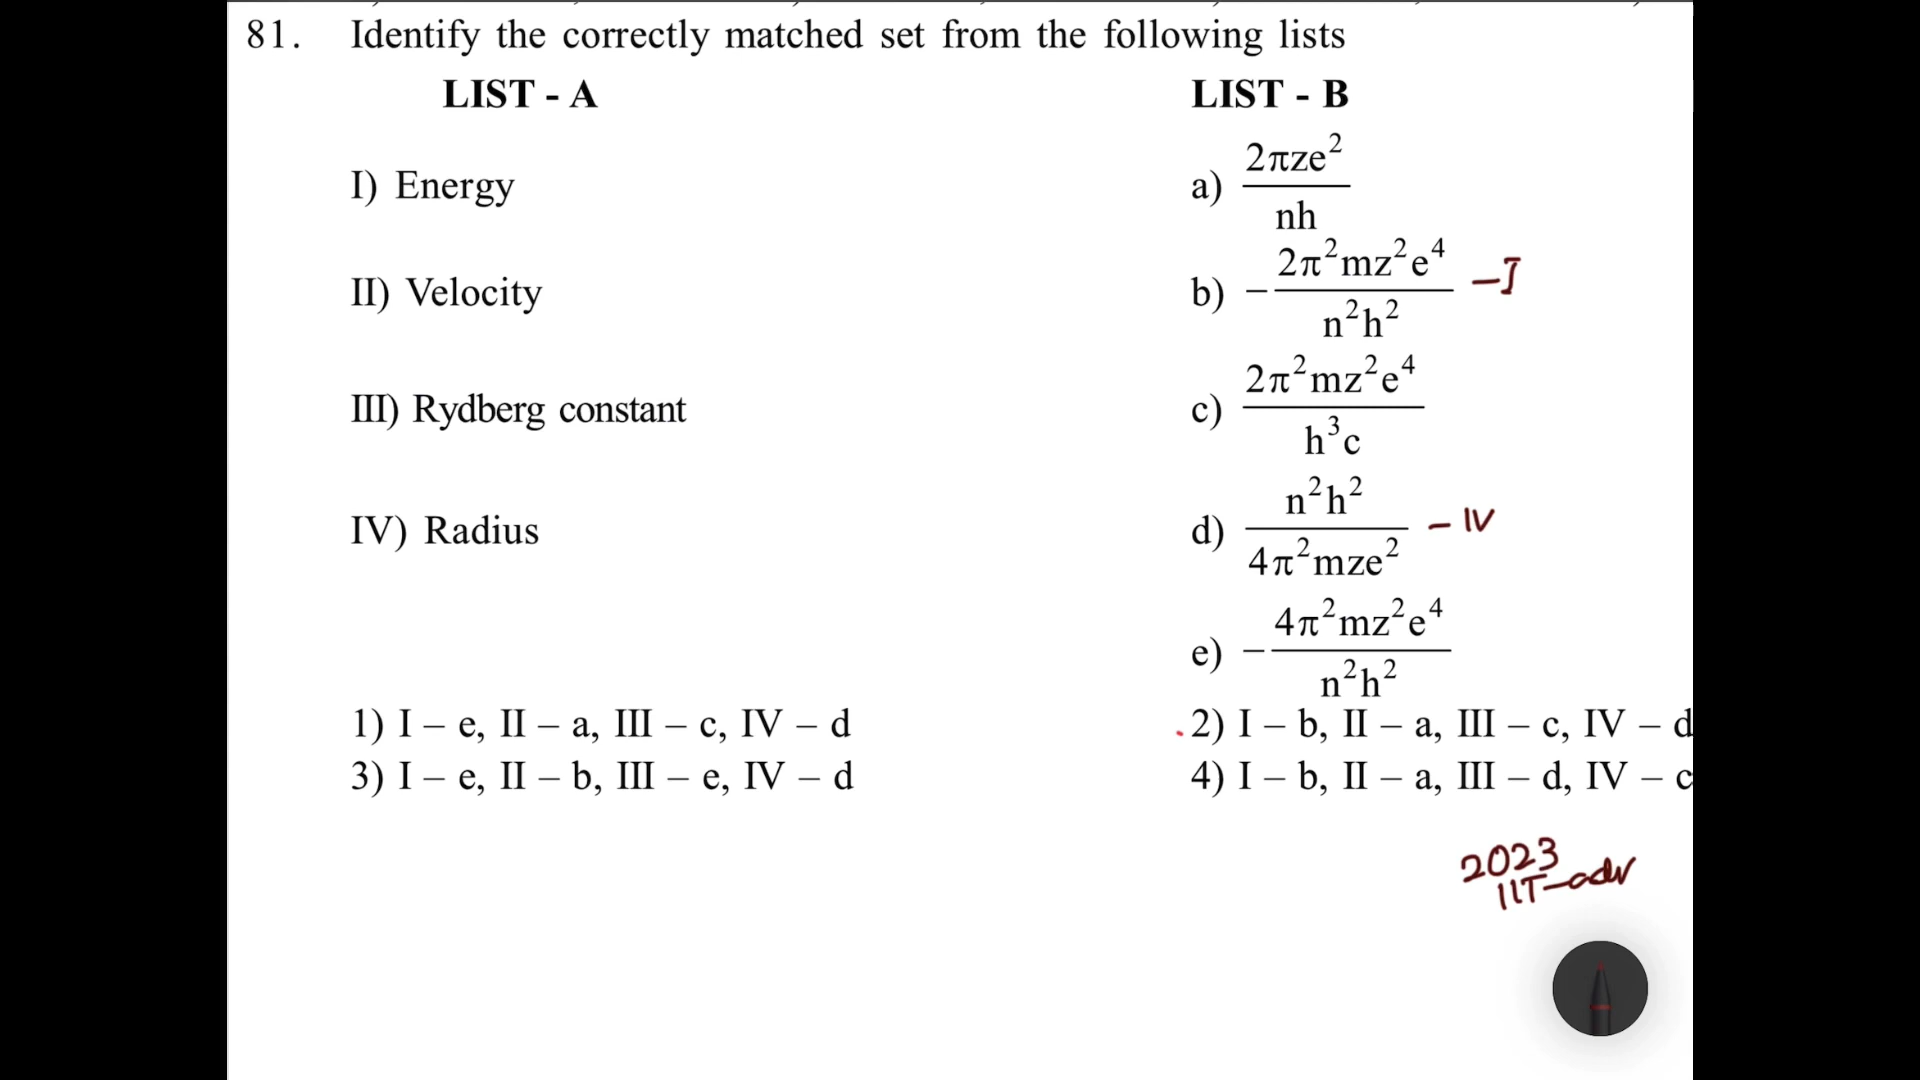 81. Identify the correctly matched set from the following lists
LIST - A LIST - B
I) Energy a) 2πze²/nh
II) Velocity b) -2π²mz²e⁴/n²h² – I
III) Rydberg constant c) 2π²mz²e⁴/h³c
IV) Radius d) n²h²/4π²mze² – IV
e) -4π²mz²e⁴/n²h²
1) I – e, II – a, III – c, IV – d 2) I – b, II – a, III – c, IV – d
3) I – e, II – b, III – e, IV – d 4) I – b, II – a, III – d, IV – c
2023
IIT-adv